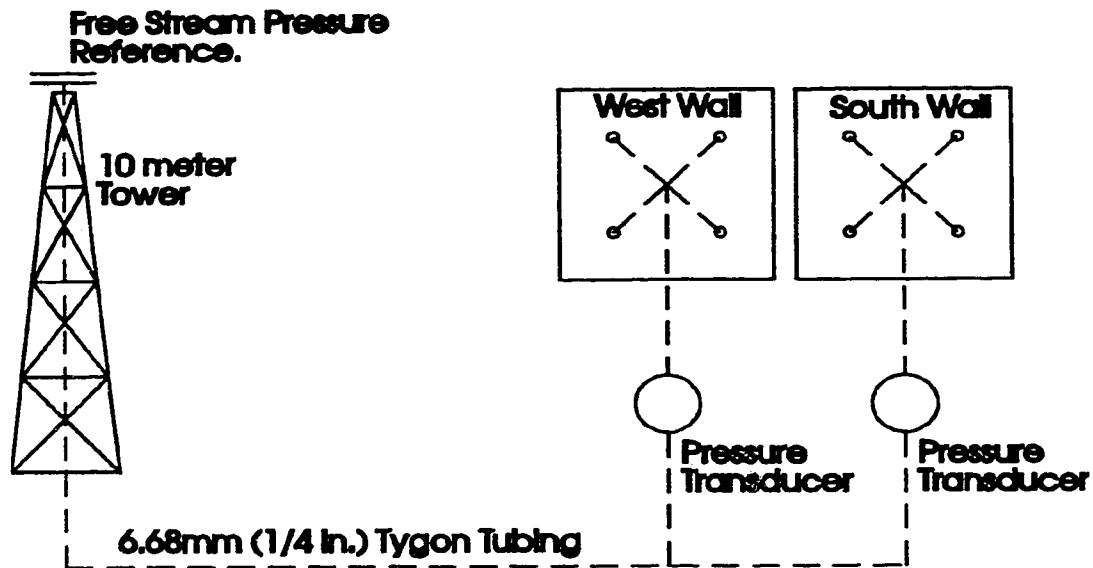 Free Stream Pressure
Reference.
10 meter
Tower
West Wall
South Wall
Pressure
Transducer
Pressure
Transducer
6.68mm (1/4 in.) Tygon Tubing